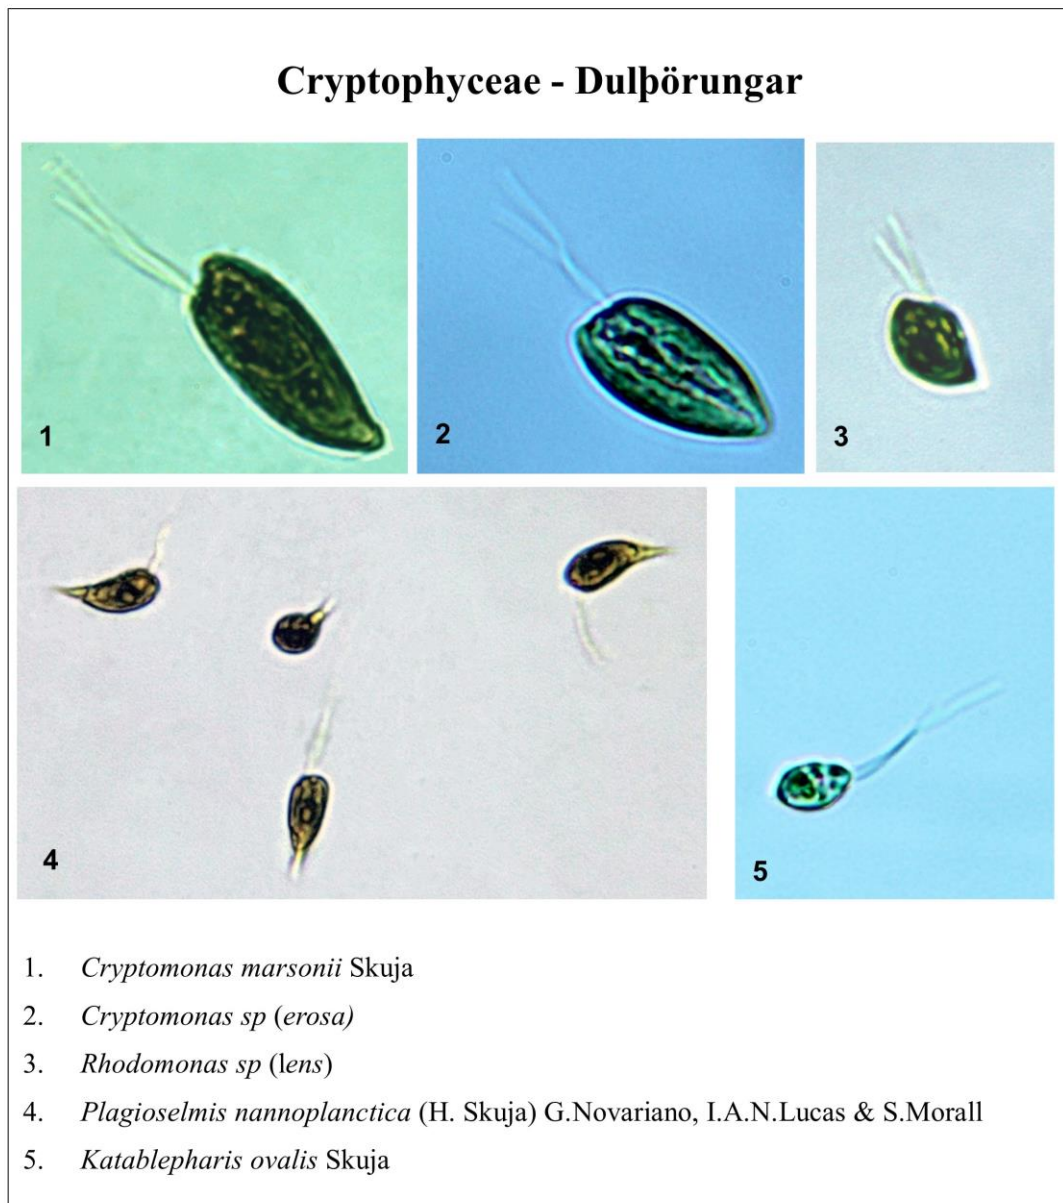 Cryptophyceae - Dulþörungar
1
2
3
4
5
1. Cryptomonas marsonii Skuja
2. Cryptomonas sp (erosa)
3. Rhodomonas sp (lens)
4. Plagioselmis nannoplanctica (H. Skuja) G.Novariano, I.A.N.Lucas & S.Morall
5. Katablepharis ovalis Skuja